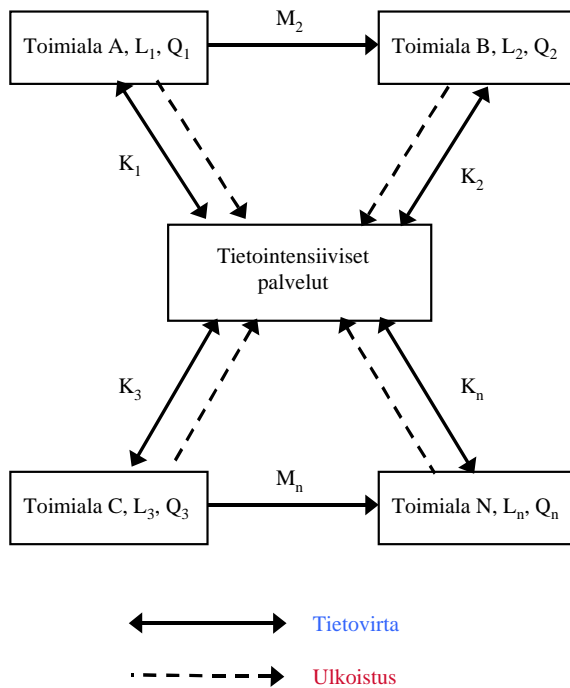 M₂
Toimiala A, L₁, Q₁
Toimiala B, L₂, Q₂
K₁
K₂
Tietointensiiviset
palvelut
K₃
Kₙ
Mₙ
Toimiala C, L₃, Q₃
Toimiala N, Lₙ, Qₙ
Tietovirta
Ulkoistus